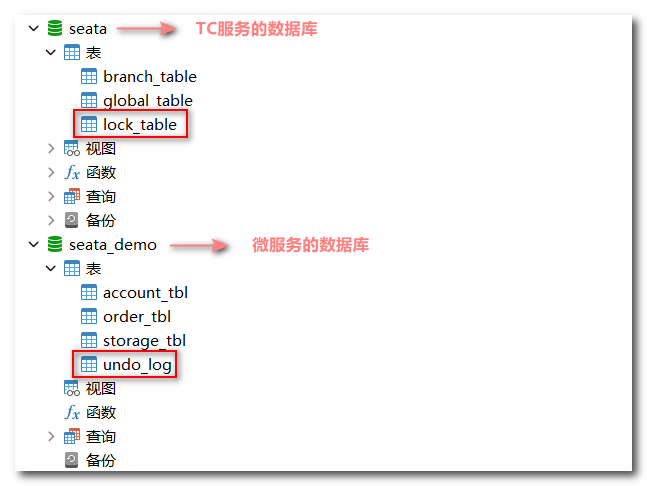 seata TC服务的数据库
表
branch_table
global_table
lock_table
视图
fx 函数
查询
备份
seata_demo 微服务的数据库
表
account_tbl
order_tbl
storage_tbl
undo_log
视图
fx 函数
查询
备份